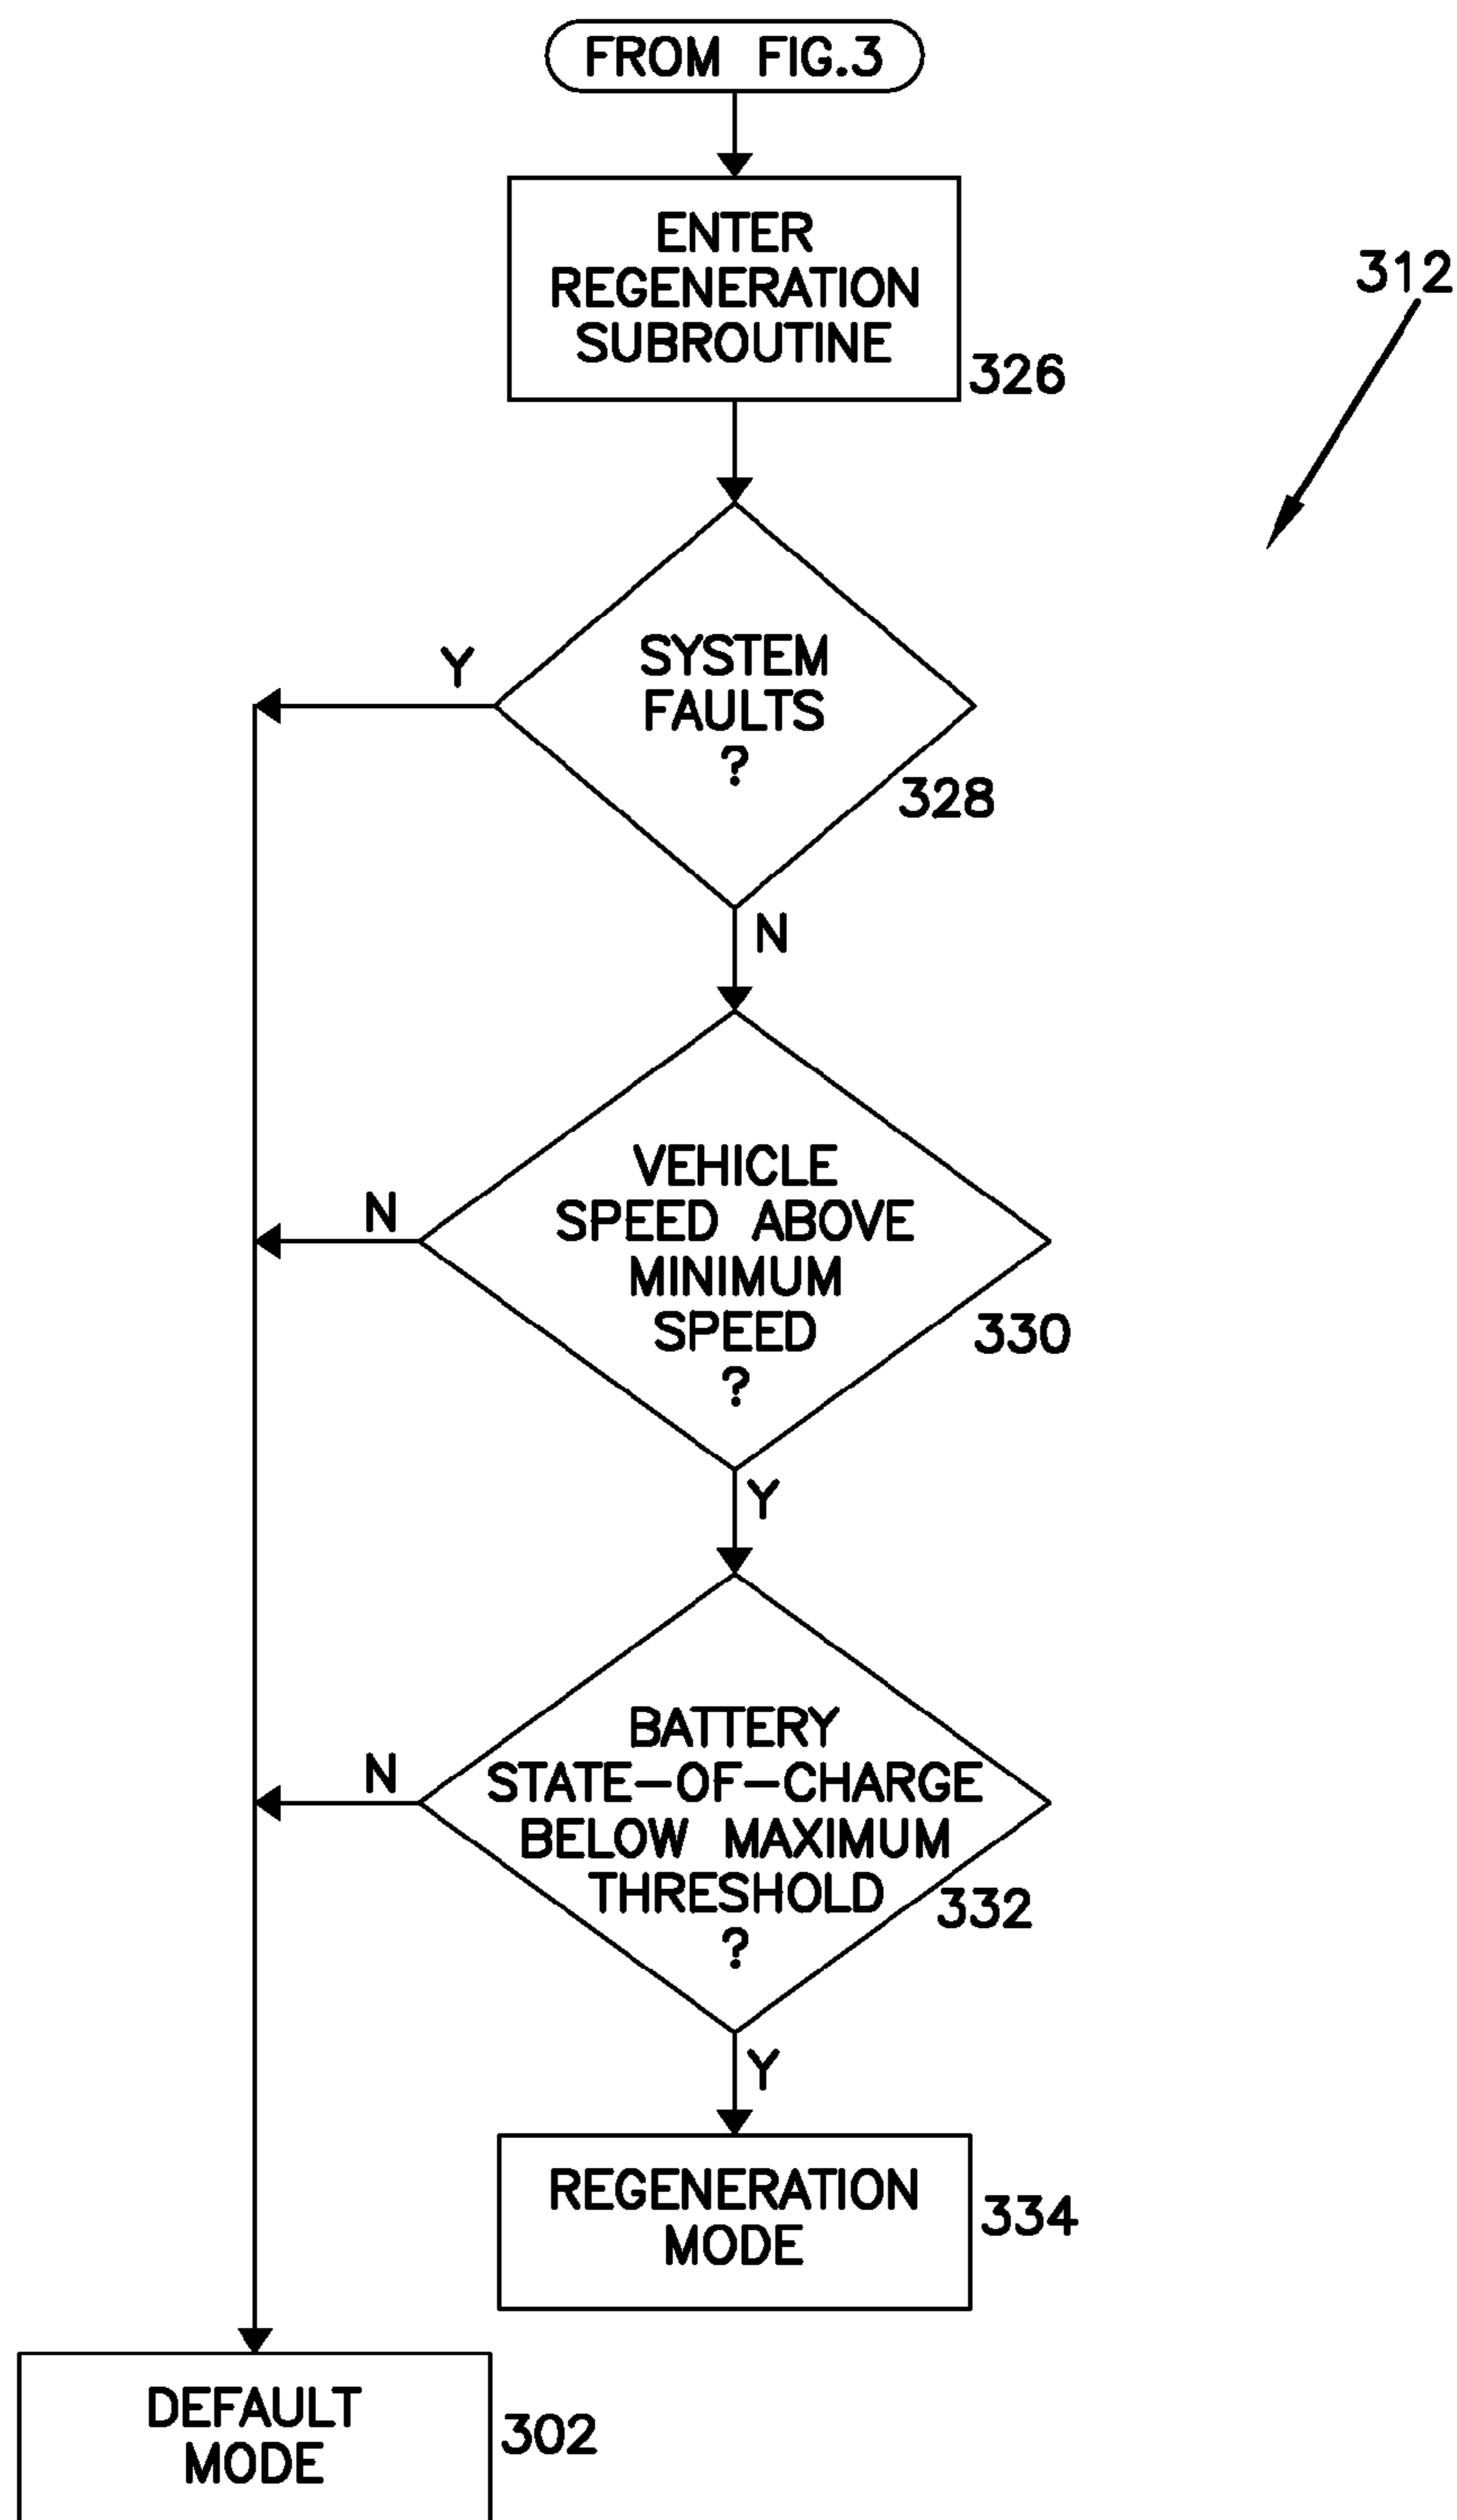 FROM FIG.3
ENTER
REGENERATION
SUBROUTINE
326
312
SYSTEM
FAULTS
?
328
Y
N
VEHICLE
SPEED ABOVE
MINIMUM
SPEED
?
330
N
Y
BATTERY
STATE-OF-CHARGE
BELOW MAXIMUM
THRESHOLD
?
332
N
Y
REGENERATION
MODE
334
DEFAULT
MODE
302